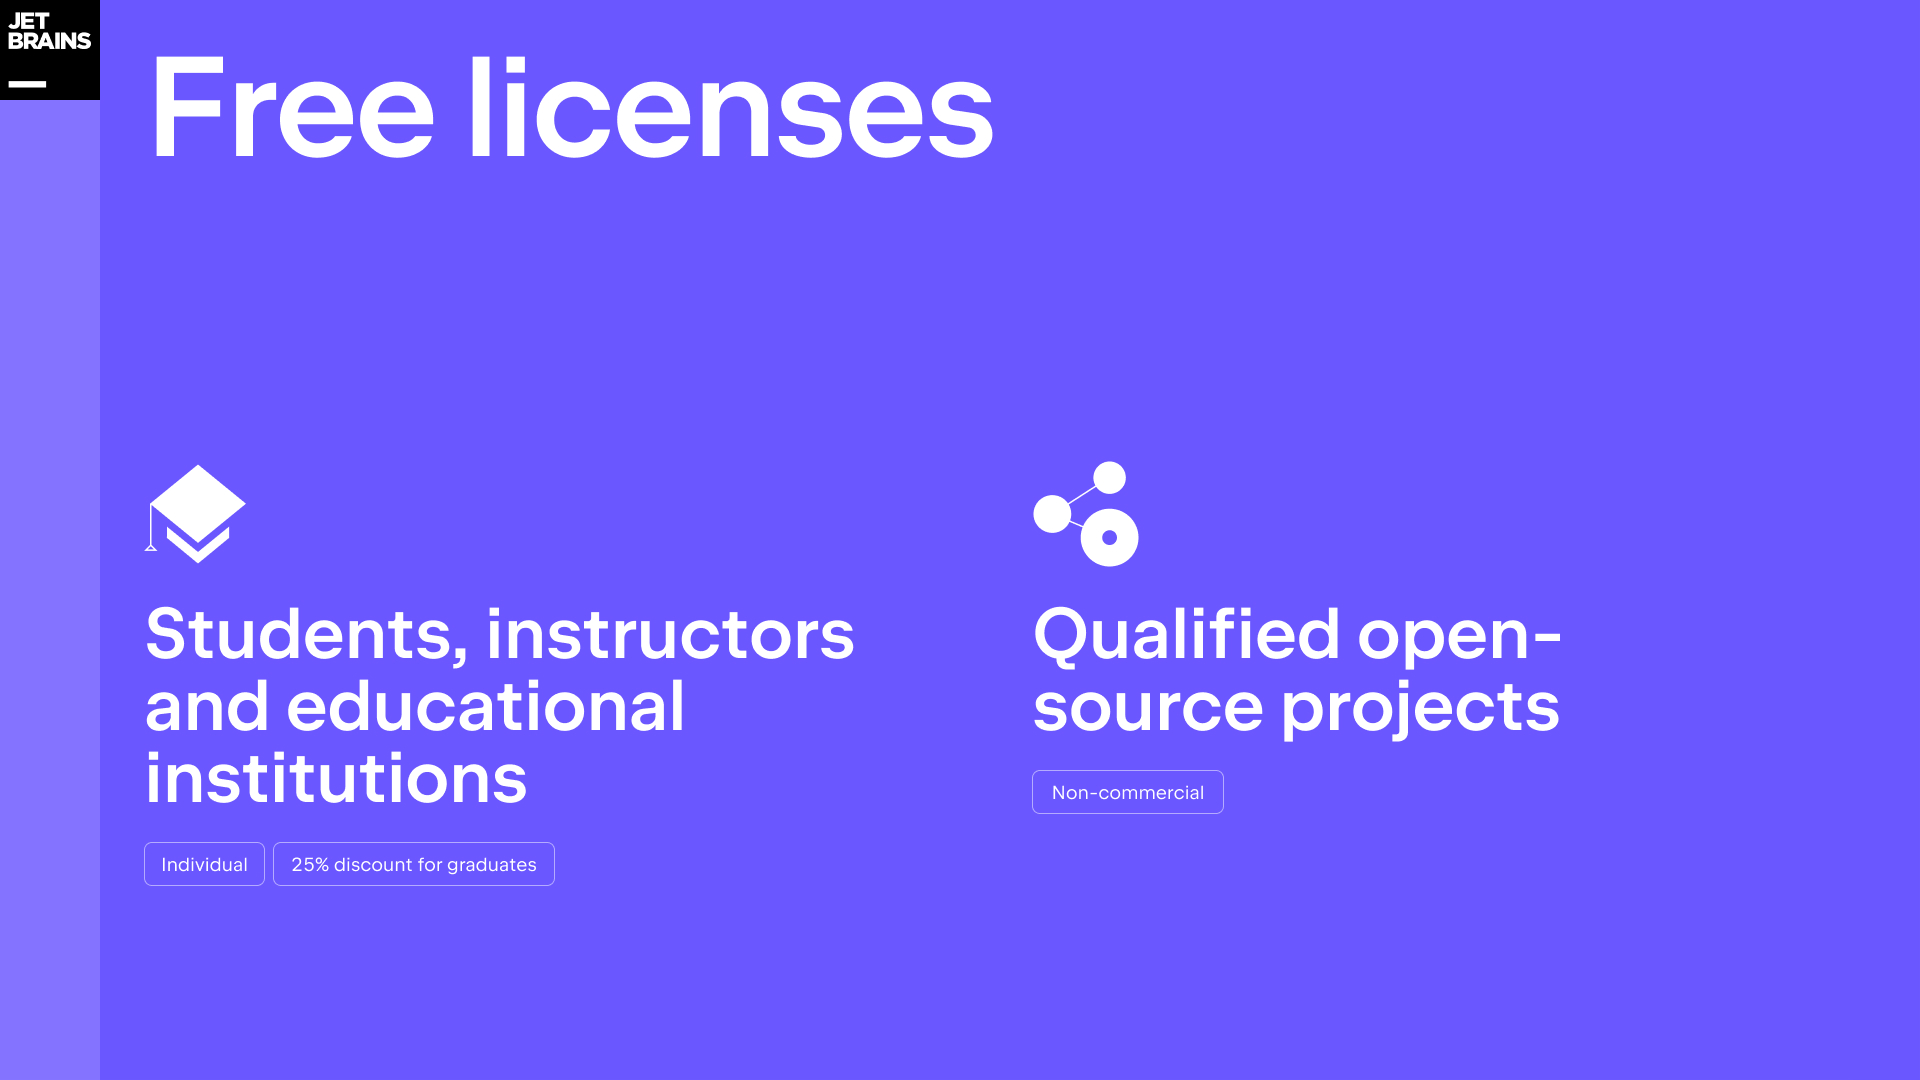 JET
BRAINS
Free licenses
Students, instructors
and educational
institutions
Individual
25% discount for graduates
Qualified open-
source projects
Non-commercial